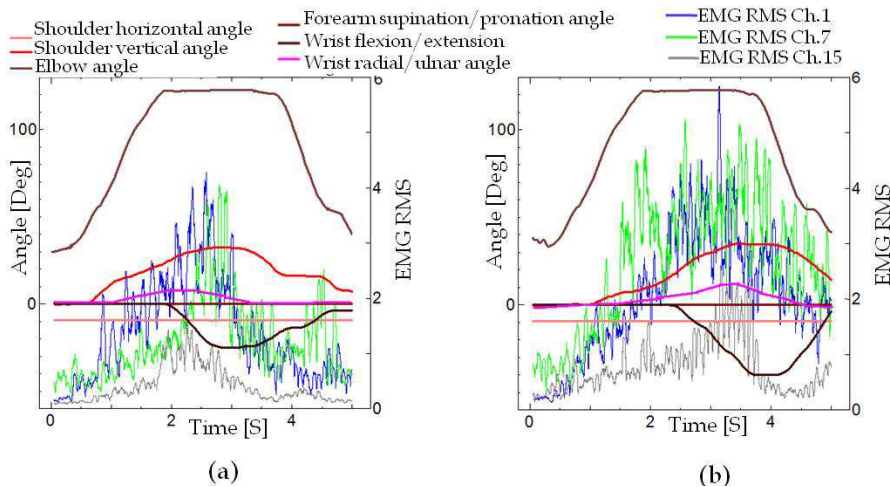 Shoulder horizontal angle
Shoulder vertical angle
Elbow angle
Forearm supination/pronation angle
Wrist flexion/extension
Wrist radial/ulnar angle
EMG RMS Ch.1
EMG RMS Ch.7
EMG RMS Ch.15
100
0
Angle [Deg]
6
4
2
0
EMG RMS
0 2 4
Time [S]
(a)
100
0
Angle [Deg]
6
4
2
0
EMG RMS
0 2 4
Time [S]
(b)